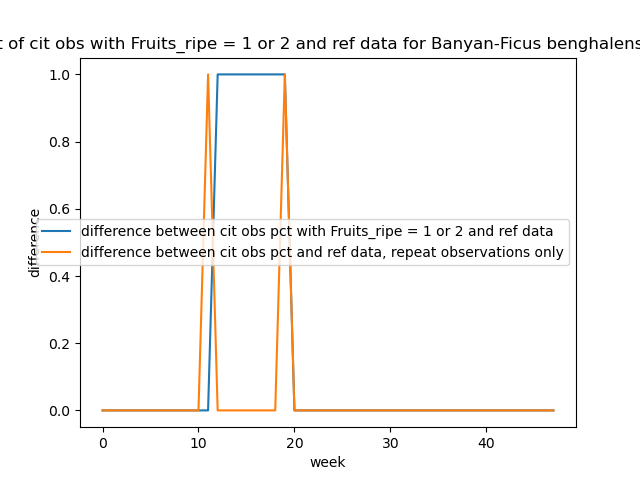 of cit obs with Fruits_ripe = 1 or 2 and ref data for Banyan-Ficus
1.0
0.8
0.6
0.4
0.2
0.0
difference
difference between cit obs pct with Fruits_ripe = 1 or 2 and ref data
difference between cit obs pct and ref data, repeat observations only
0 10 20 30 40
week